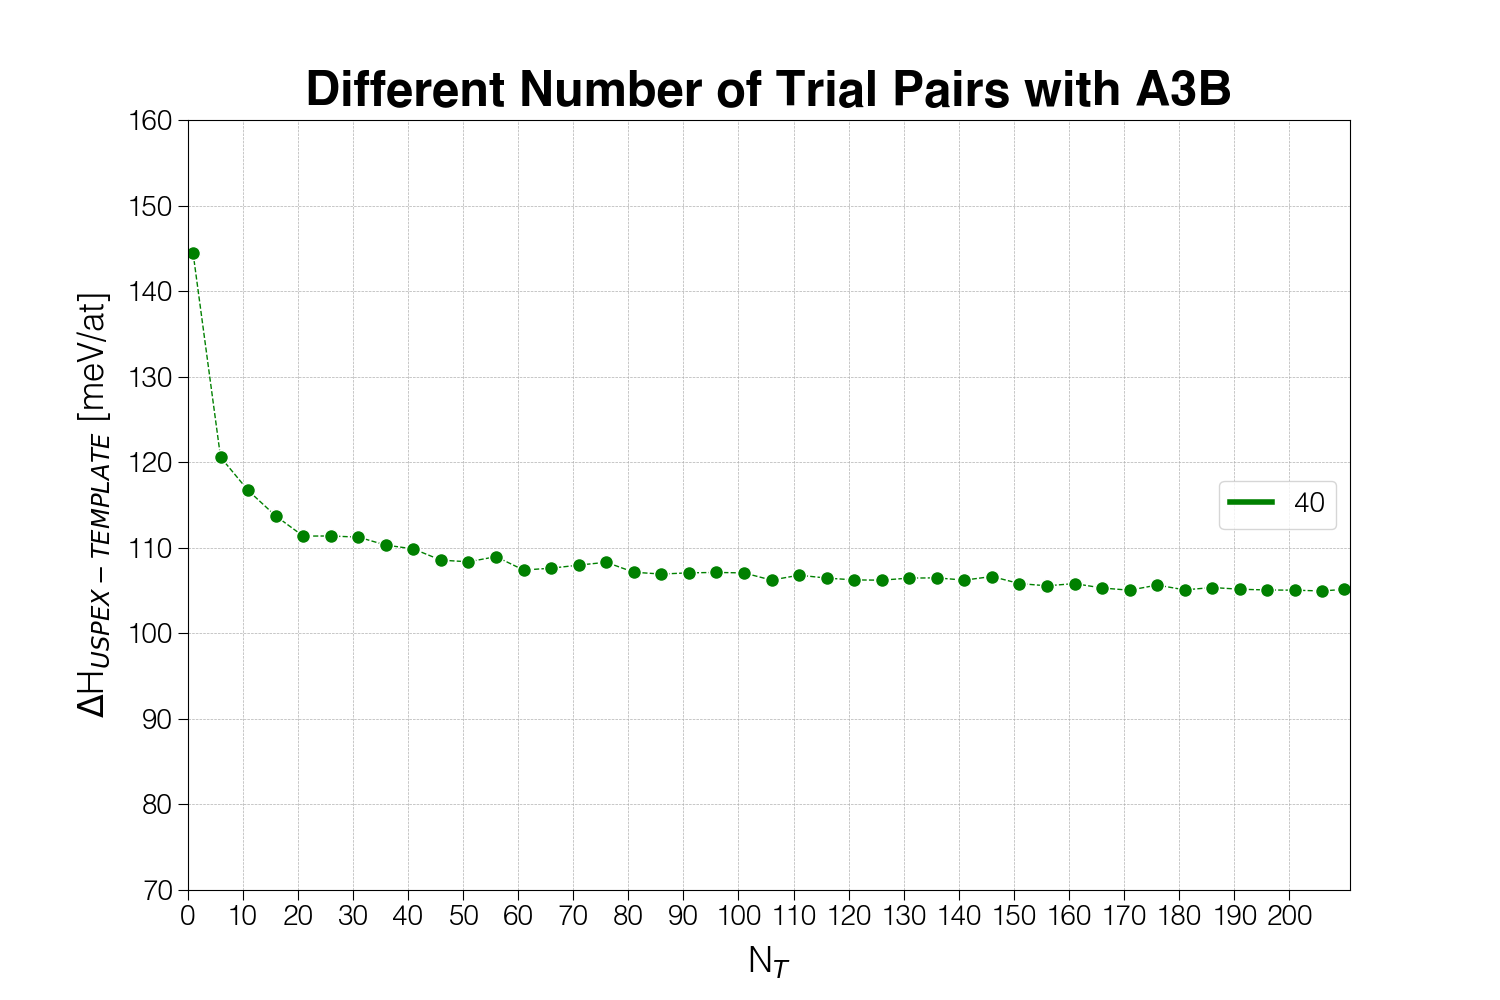 Different Number of Trial Pairs with A3B
160
150
140
130
120
110
100
90
80
70
ΔH_{USPEX − TEMPLATE} [meV/at]
40
0 10 20 30 40 50 60 70 80 90 100 110 120 130 140 150 160 170 180 190 200
N_T